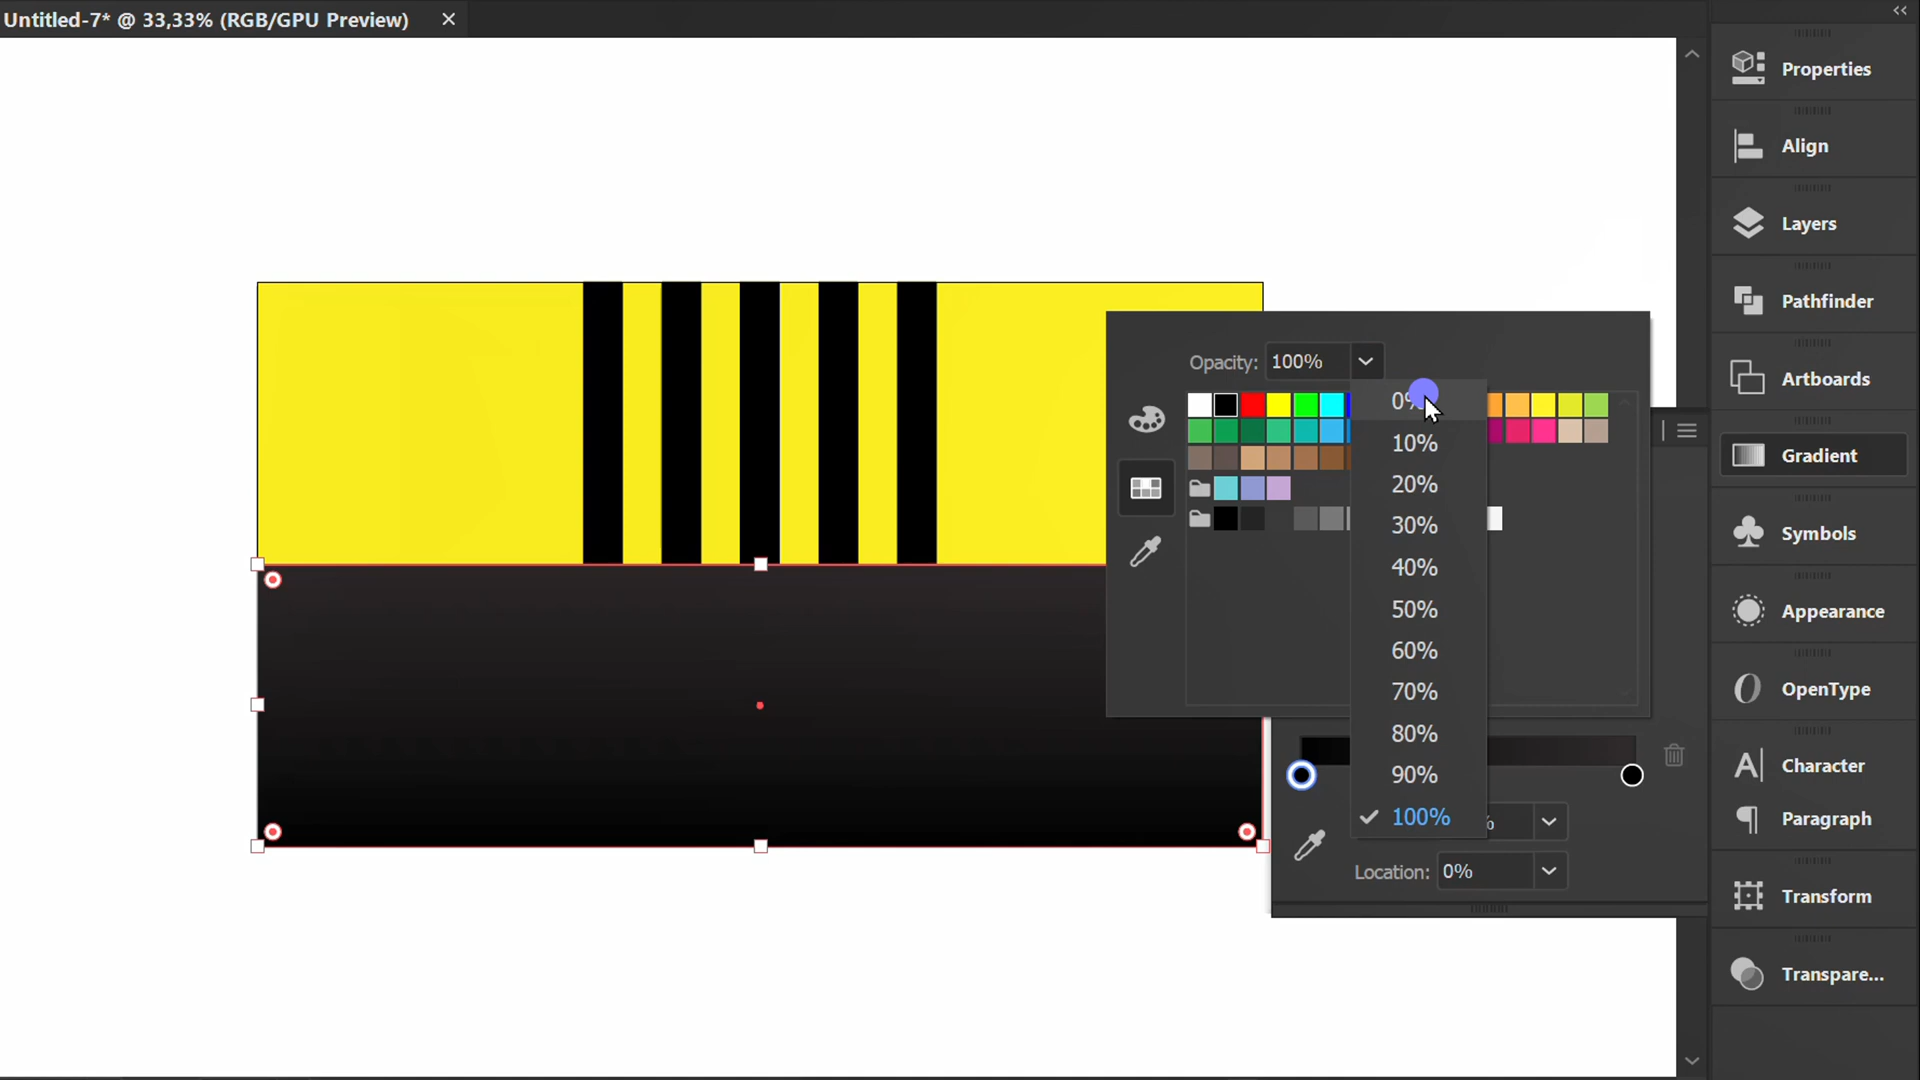 Untitled-7* @ 33,33% (RGB/GPU Preview)
Properties
Align
Layers
Pathfinder
Artboards
Gradient
Symbols
Appearance
OpenType
Character
Paragraph
Transform
Transpare...
Opacity: 100%
0%
10%
20%
30%
40%
50%
60%
70%
80%
90%
100%
%
Location: 0%